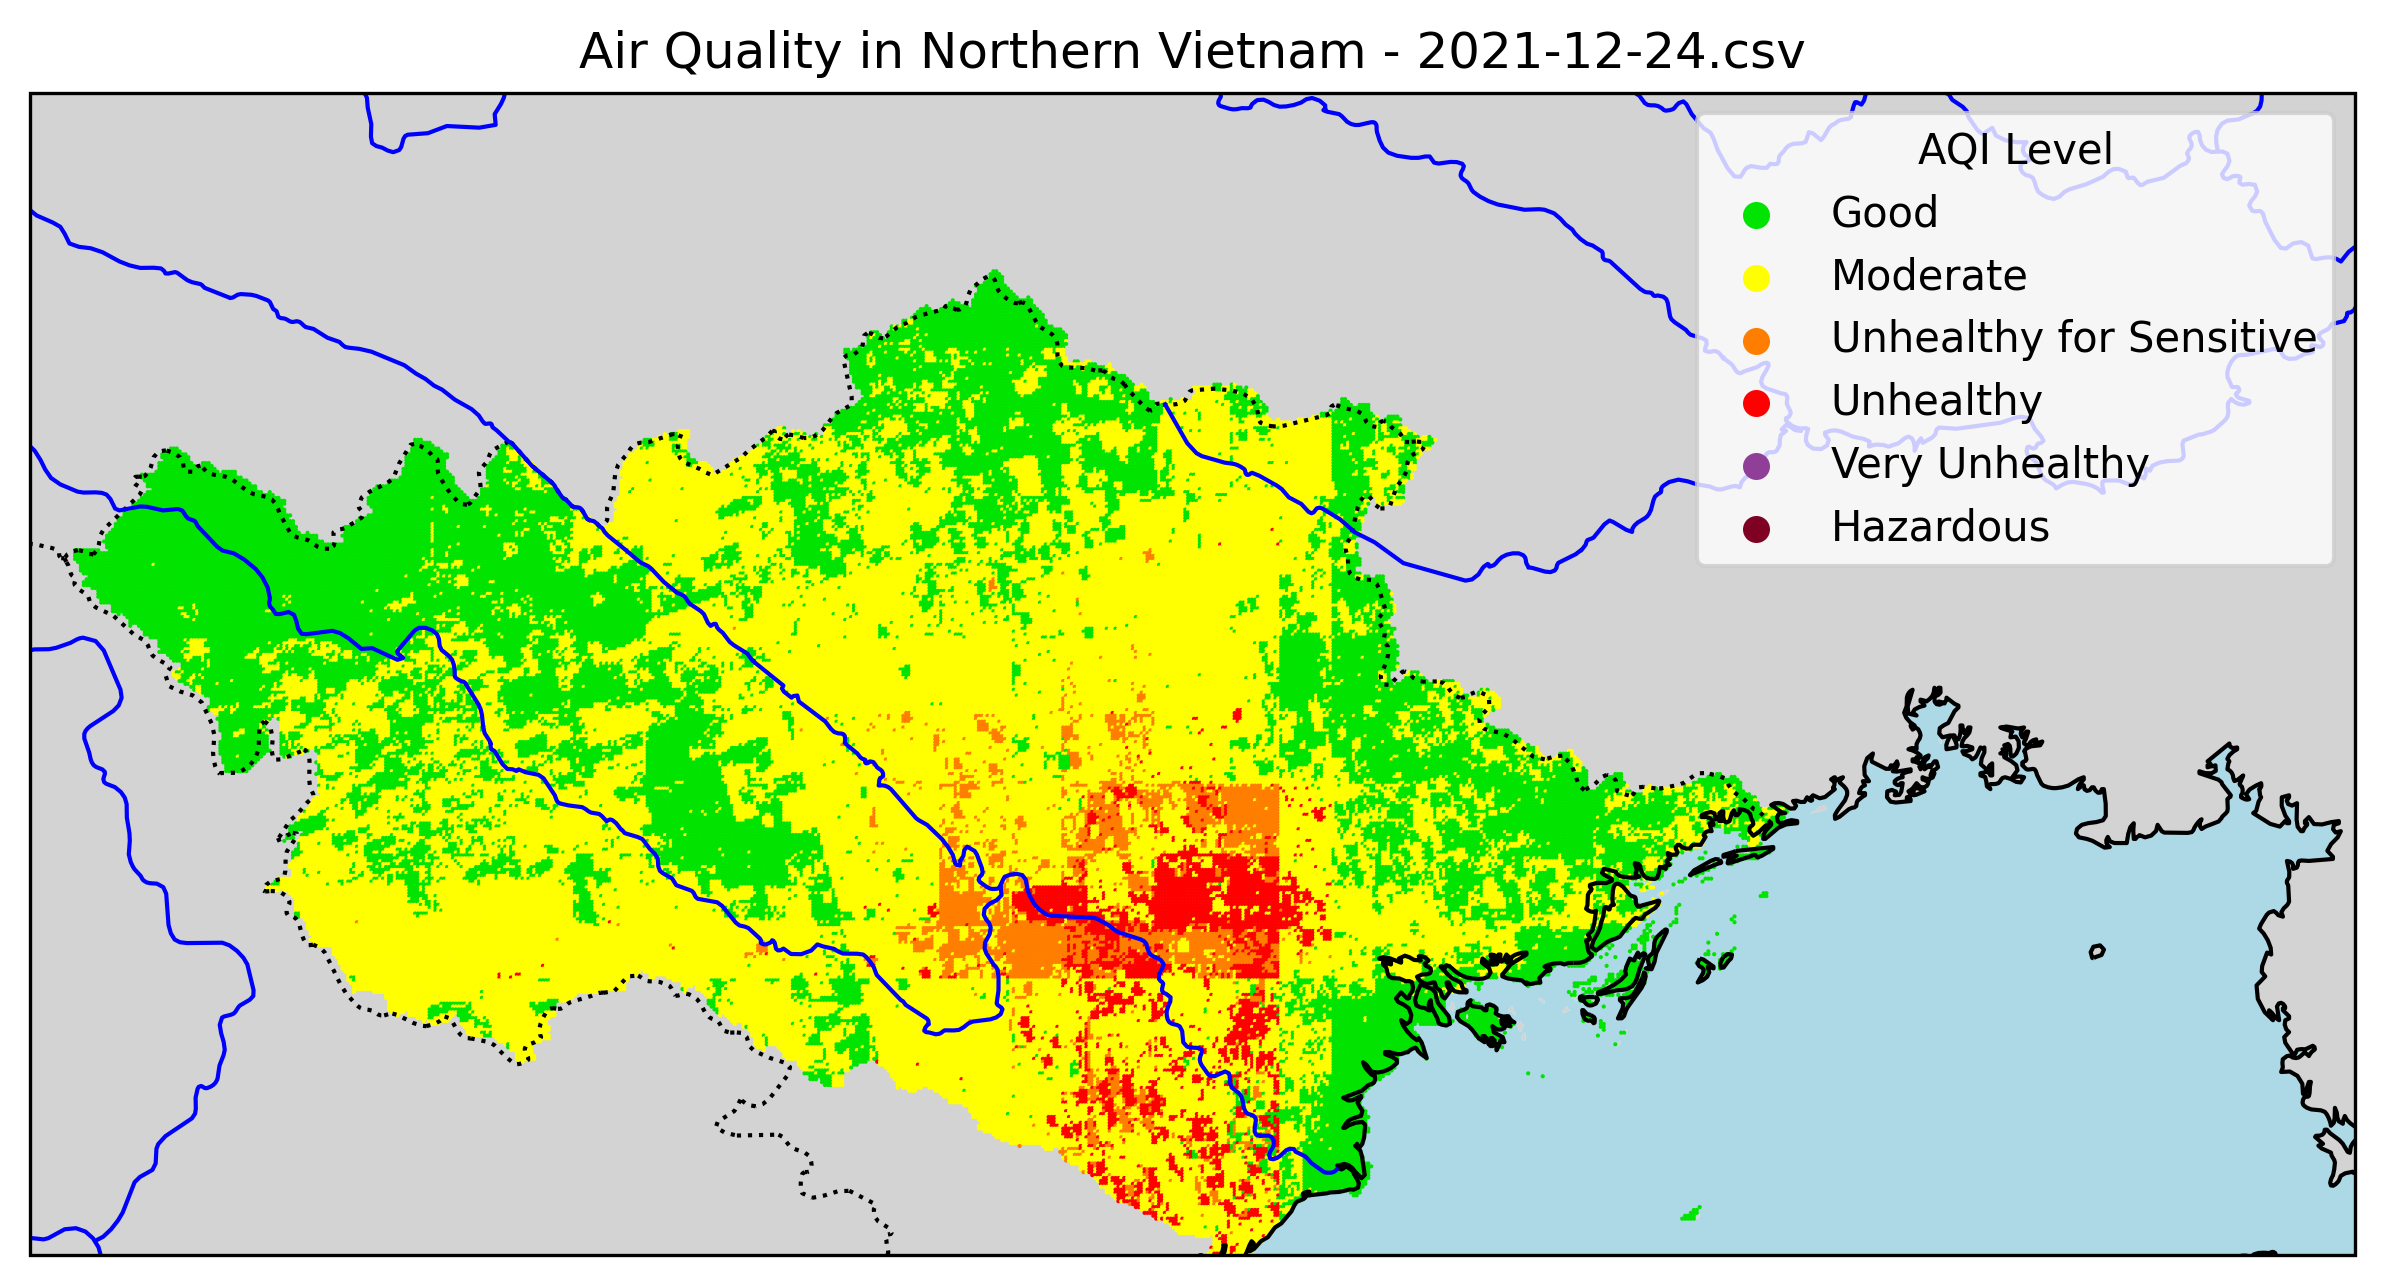 Air Quality in Northern Vietnam - 2021-12-24.csv
AQI Level
Good
Moderate
Unhealthy for Sensitive
Unhealthy
Very Unhealthy
Hazardous